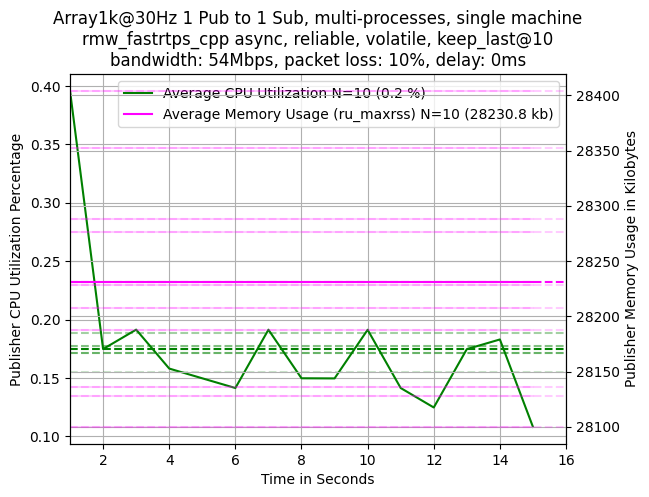 Array1k@30Hz 1 Pub to 1 Sub, multi-processes, single machine
rmw_fastrtps_cpp async, reliable, volatile, keep_last@10
bandwidth: 54Mbps, packet loss: 10%, delay: 0ms
Average CPU Utilization N=10 (0.2 %)
Average Memory Usage (ru_maxrss) N=10 (28230.8 kb)
Publisher CPU Utilization Percentage
0.40
0.35
0.30
0.25
0.20
0.15
0.10
28400
28350
28300
28250
28200
28150
28100
Publisher Memory Usage in Kilobytes
2 4 6 8 10 12 14 16
Time in Seconds